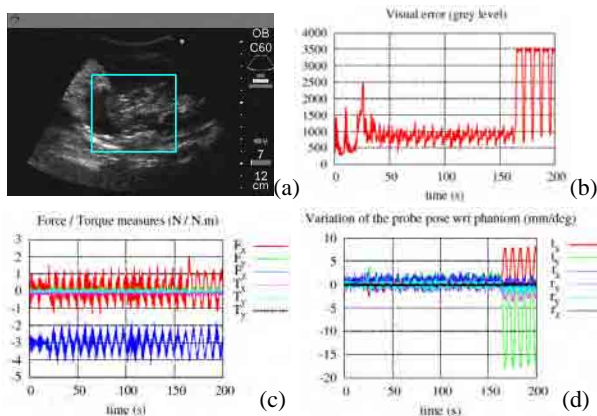 OB
C60
7
12
cm
(a)
Visual error (grey level)
4000
3500
3000
2500
2000
1500
1000
500
0
0 50 100 150 200
time (s)
(b)
Force / Torque measures (N / N.m)
3
2
1
0
-1
-2
-3
-4
-5
0 50 100 150 200
time (s)
(c)
Variation of the probe pose wrt phantom (mm/deg)
10
5
0
-5
-10
-15
-20
0 50 100 150 200
time (s)
(d)